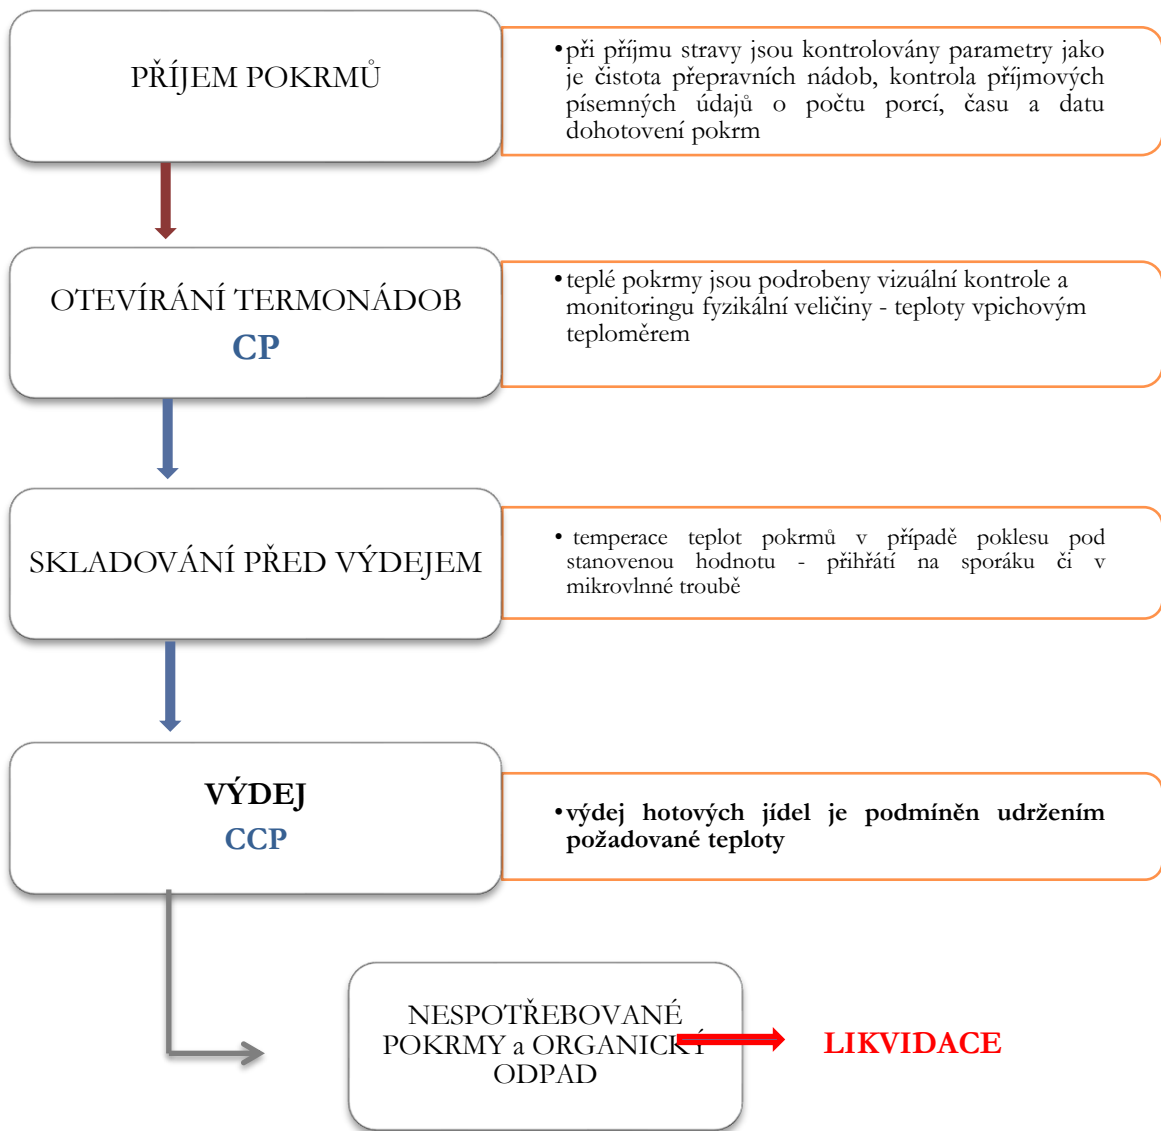 PŘÍJEM POKRMŮ
•při příjmu stravy jsou kontrolovány parametry jako
je čistota přepravních nádob, kontrola příjmových
písemných údajů o počtu porcí, času a datu
dohotovení pokrm
OTEVÍRÁNÍ TERMONÁDOB
CP
•teplé pokrmy jsou podrobeny vizuální kontrole a
monitoringu fyzikální veličiny - teploty vpichovým
teploměrem
SKLADOVÁNÍ PŘED VÝDEJEM
• temperace teplot pokrmů v případě poklesu pod
stanovenou hodnotu - přihřátí na sporáku či v
mikrovlnné troubě
VÝDEJ
CCP
•výdej hotových jídel je podmíněn udržením
požadované teploty
NESPOTŘEBOVANÉ
POKRMY a ORGANICKÝ
ODPAD
LIKVIDACE